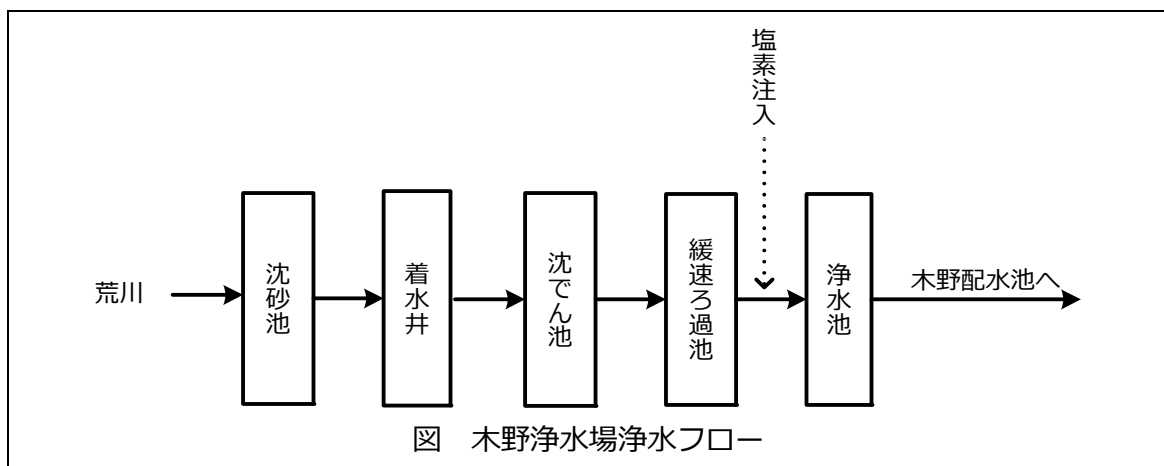 塩素注入
荒川
沈砂池
着水井
沈でん池
緩速ろ過池
浄水池
木野配水池へ
図　木野浄水場浄水フロー